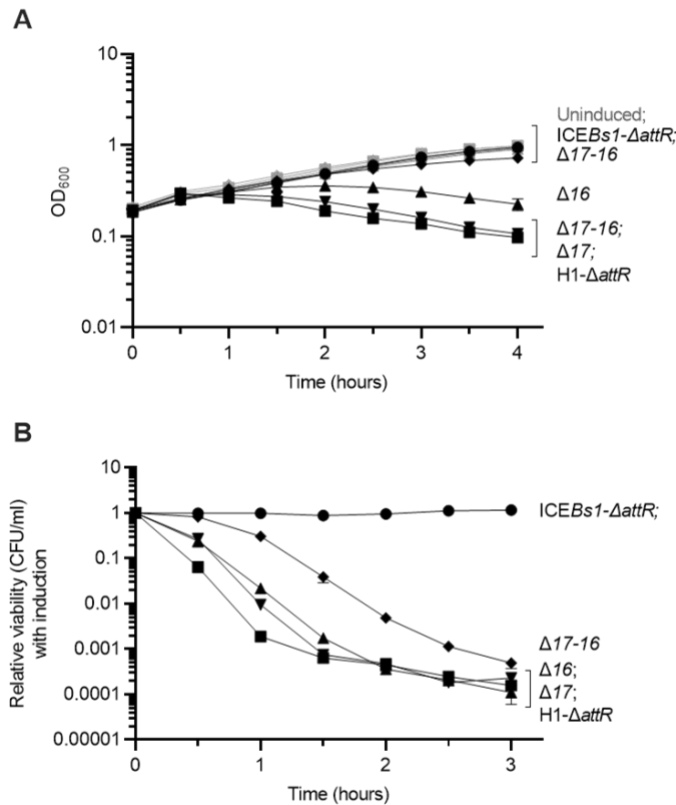 A
10
1
0.1
0.01
OD600
0
1
2
3
4
Time (hours)
Uninduced;
ICEBs1-ΔattR;
Δ17-16
Δ16
Δ17-16;
Δ17;
H1-ΔattR
B
10
1
0.1
0.01
0.001
0.0001
0.00001
Relative viability (CFU/ml)
with induction
0
1
2
3
Time (hours)
ICEBs1-ΔattR;
Δ17-16
Δ16;
Δ17;
H1-ΔattR